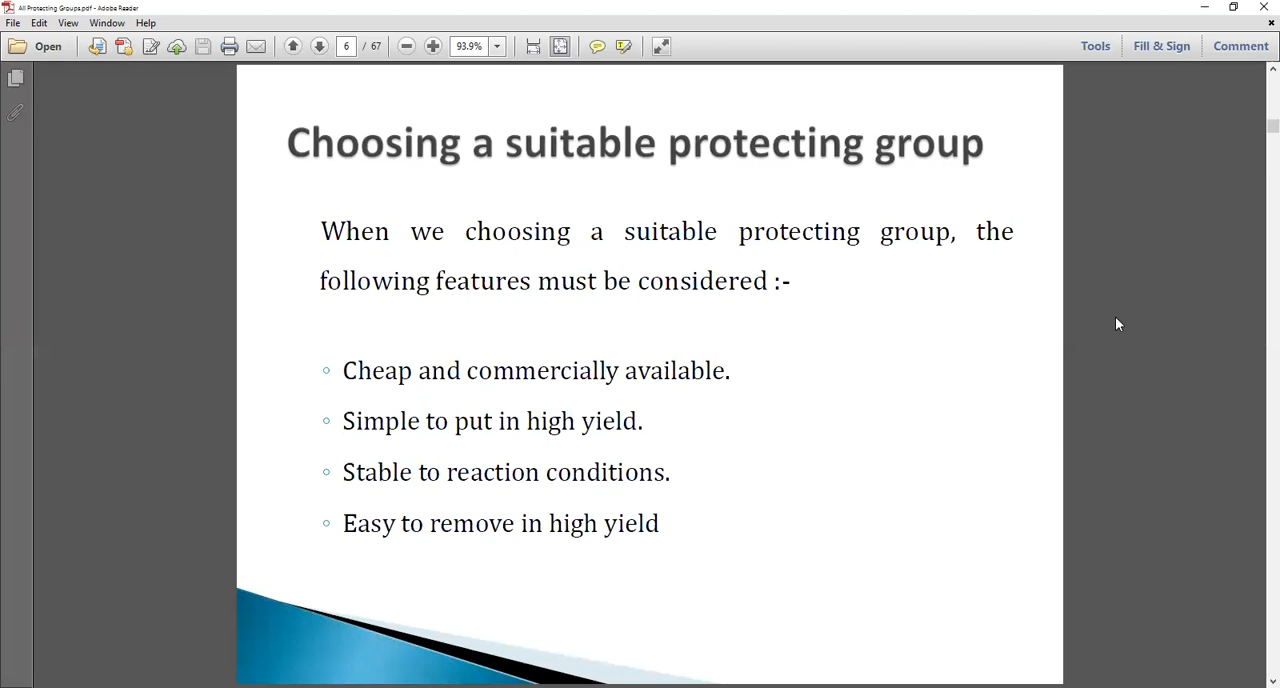 All Protecting Groups.pdf - Adobe Reader
File Edit View Window Help
Open 6 / 67 93.9% Tools Fill & Sign Comment
Choosing a suitable protecting group
When we choosing a suitable protecting group, the
following features must be considered :-
Cheap and commercially available.
Simple to put in high yield.
Stable to reaction conditions.
Easy to remove in high yield